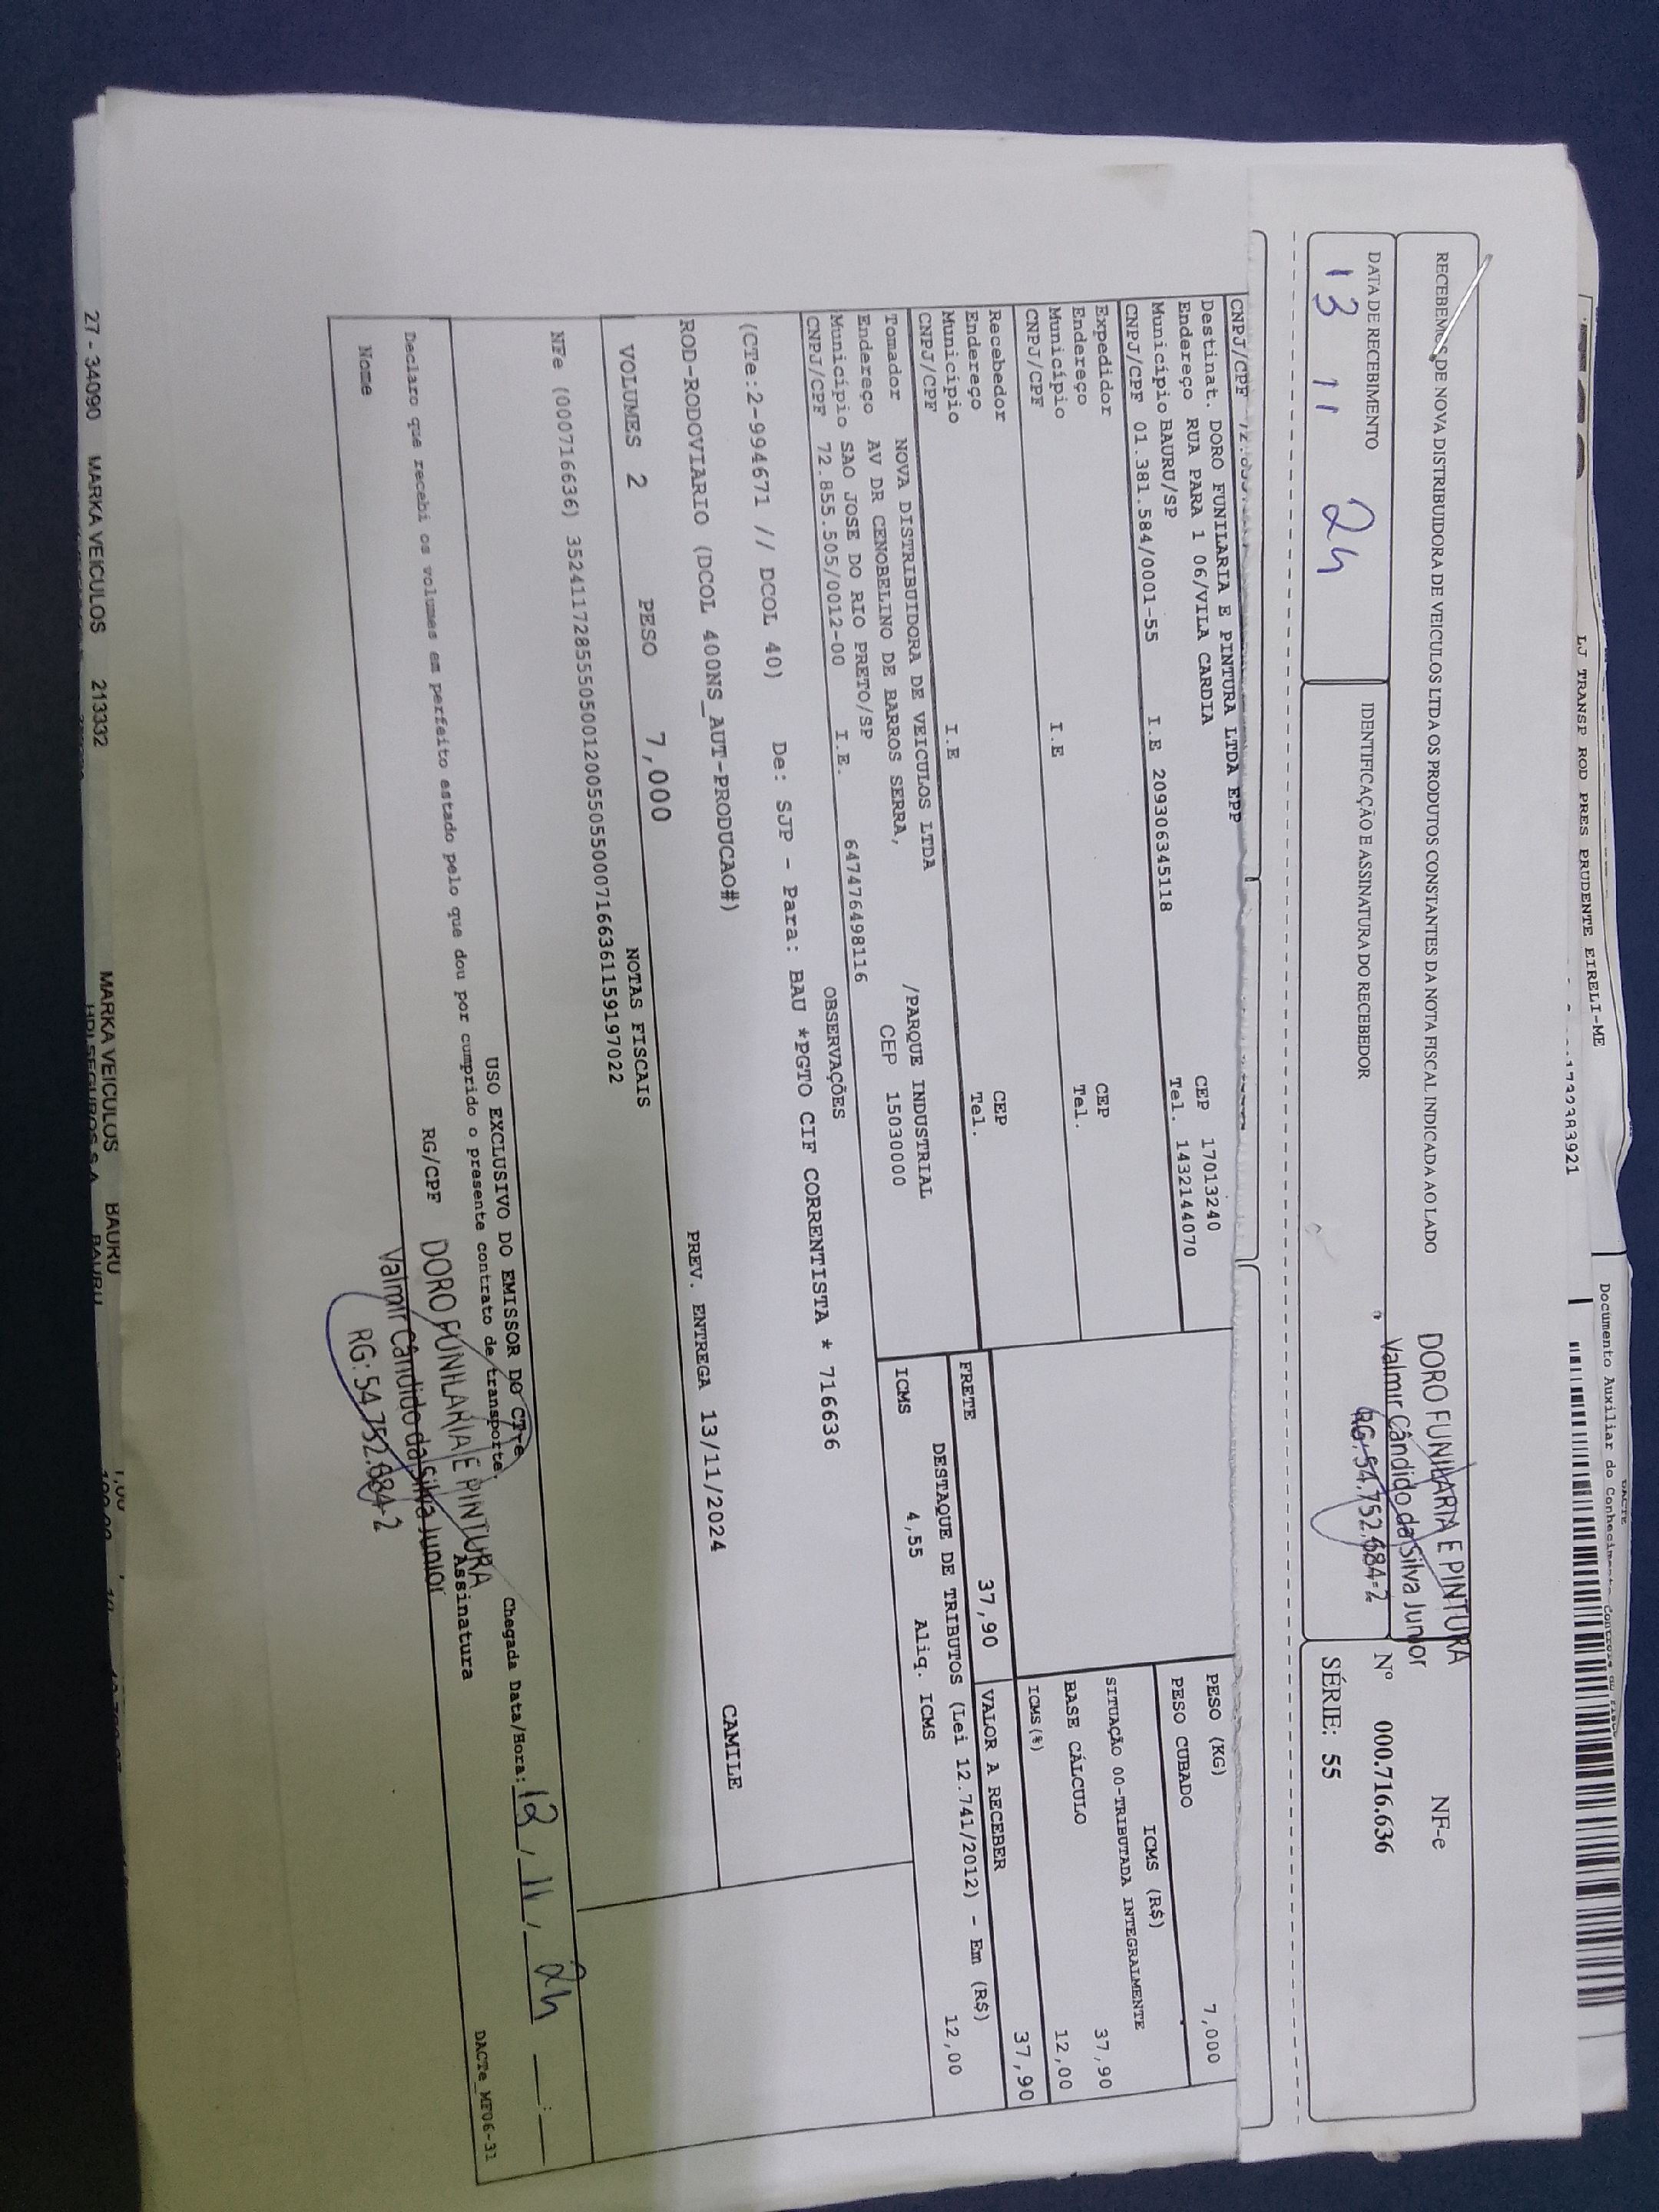 LJ TRANSP ROD PRES PRUDENTE EIRELI-ME
DACTE
Documento Auxiliar do Conhecimento
RECEBEMOS DE NOVA DISTRIBUIDORA DE VEICULOS LTDA OS PRODUTOS CONSTANTES DA NOTA FISCAL INDICADA AO LADO
DATA DE RECEBIMENTO
13 11 24
IDENTIFICAÇÃO E ASSINATURA DO RECEBEDOR
DORO FUNILARIA E PINTURA
Valmir Cândido da Silva Junior
RG: 54.752.684-2
NF-e
Nº 000.716.636
SÉRIE: 55
CNPJ/CPF
Destinat. DORO FUNILARIA E PINTURA LTDA EPP
Endereço RUA PARA 1 06/VILA CARDIA CEP 17013240
Município BAURU/SP Tel. 1432144070
CNPJ/CPF 01.381.584/0001-55 I.E 209306345118
Expedidor
Endereço CEP
Município Tel.
CNPJ/CPF I.E
Recebedor
Endereço CEP
Município Tel.
CNPJ/CPF I.E
Tomador NOVA DISTRIBUIDORA DE VEICULOS LTDA
Endereço AV DR CENOBELINO DE BARROS SERRA, /PARQUE INDUSTRIAL
Município SAO JOSE DO RIO PRETO/SP CEP 15030000
CNPJ/CPF 72.855.505/0012-00 I.E. 647476498116
PESO (KG) 7,000
PESO CUBADO
ICMS (R$)
SITUAÇÃO 00-TRIBUTADA INTEGRALMENTE
BASE CÁLCULO 37,90
ICMS(%) 12,00
FRETE 37,90 VALOR A RECEBER 37,90
DESTAQUE DE TRIBUTOS (Lei 12.741/2012) - Em (R$)
ICMS 4,55 Aliq. ICMS 12,00
OBSERVAÇÕES
(CTe:2-994671 // DCOL 40) De: SJP - Para: BAU *PGTO CIF CORRENTISTA * 716636
ROD-RODOVIARIO (DCOL 400NS_AUT-PRODUCAO#)
PREV. ENTREGA 13/11/2024 CAMILE
VOLUMES 2 PESO 7,000 NOTAS FISCAIS
NFe (000716636) 35241172855505001200550550007166361159197022
USO EXCLUSIVO DO EMISSOR DO CT-e
Chegada Data/Hora: 12/11/24 __:__
Declaro que recebi os volumes em perfeito estado pelo que dou por cumprido o presente contrato de transporte.
Nome RG/CPF Assinatura
DORO FUNILARIA E PINTURA
Valmir Cândido da Silva Junior
RG: 54.752.684-2
DACTe_MF06-31
27 - 34090 MARKA VEICULOS 213332 MARKA VEICULOS BAURU